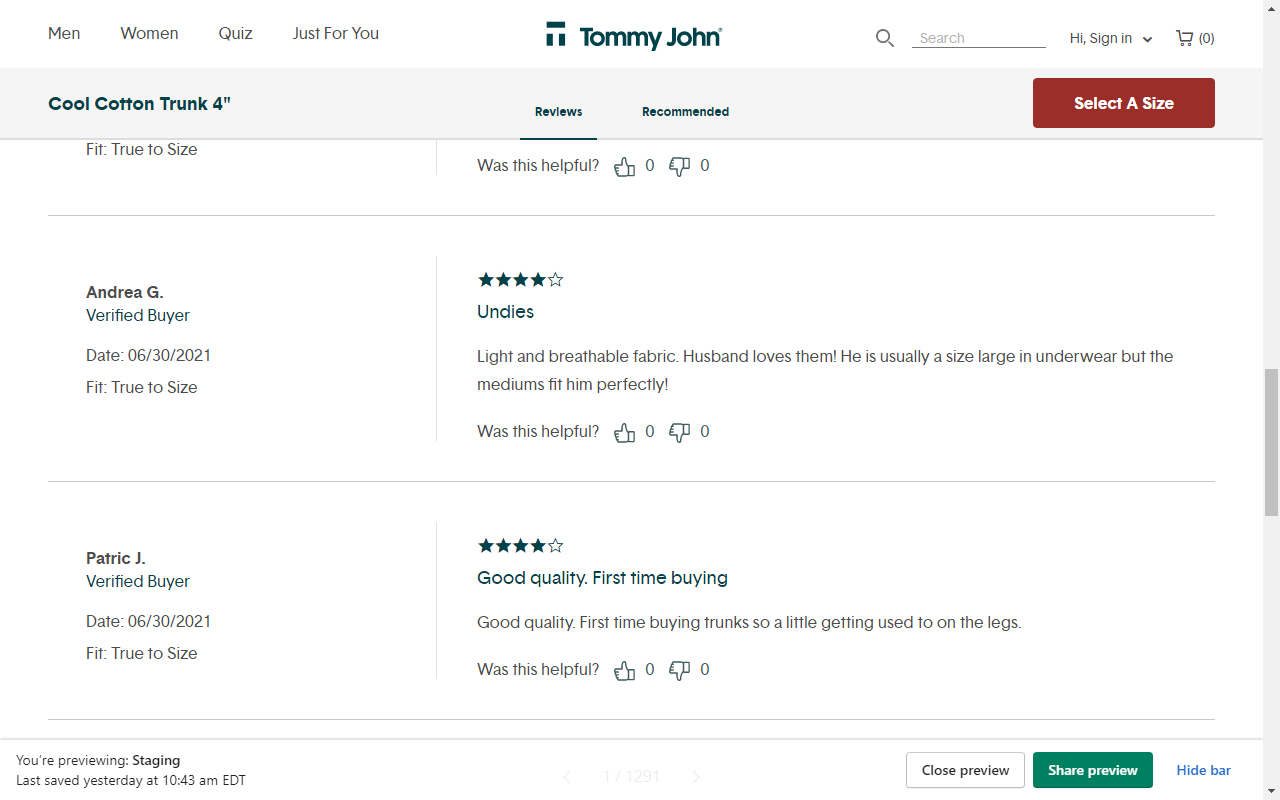 Men Women Quiz Just For You
Tommy John
Search
Hi, Sign in
(0)
Cool Cotton Trunk 4"
Reviews
Recommended
Select A Size
Fit: True to Size
Was this helpful? 0 0
Andrea G.
Verified Buyer
Date: 06/30/2021
Fit: True to Size
Undies
Light and breathable fabric. Husband loves them! He is usually a size large in underwear but the
mediums fit him perfectly!
Was this helpful? 0 0
Patric J.
Verified Buyer
Date: 06/30/2021
Fit: True to Size
Good quality. First time buying
Good quality. First time buying trunks so a little getting used to on the legs.
Was this helpful? 0 0
You're previewing: Staging
Last saved yesterday at 10:43 am EDT
1 / 1291
Close preview
Share preview
Hide bar